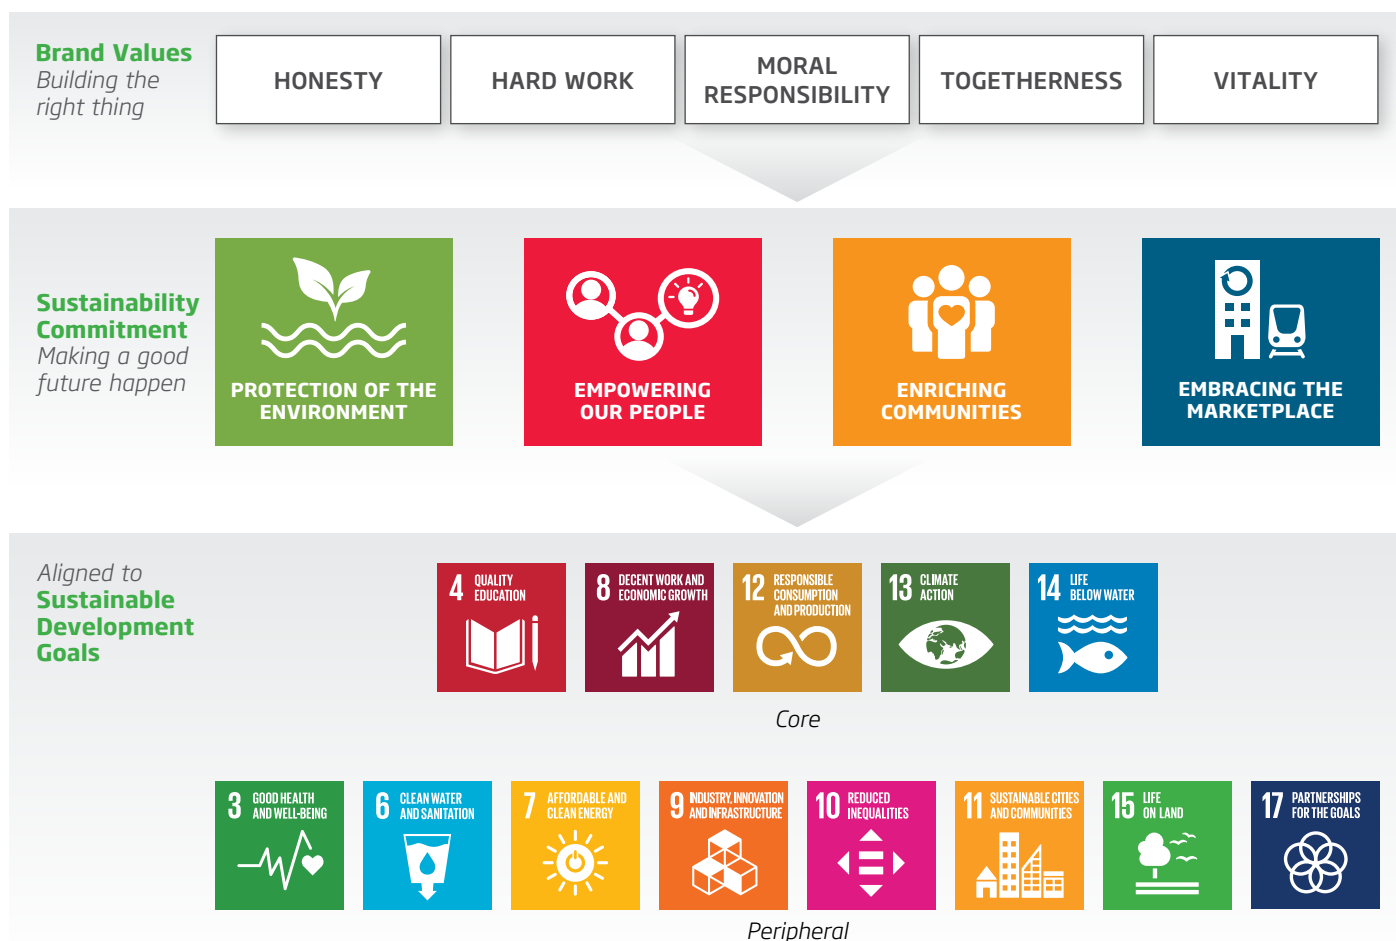 Brand Values
Building the
right thing
HONESTY
HARD WORK
MORAL
RESPONSIBILITY
TOGETHERNESS
VITALITY
Sustainability
Commitment
Making a good
future happen
PROTECTION OF THE
ENVIRONMENT
EMPOWERING
OUR PEOPLE
ENRICHING
COMMUNITIES
EMBRACING THE
MARKETPLACE
Aligned to
Sustainable
Development
Goals
4 QUALITY
EDUCATION
8 DECENT WORK AND
ECONOMIC GROWTH
12 RESPONSIBLE
CONSUMPTION
AND PRODUCTION
13 CLIMATE
ACTION
14 LIFE
BELOW WATER
Core
3 GOOD HEALTH
AND WELL-BEING
6 CLEAN WATER
AND SANITATION
7 AFFORDABLE AND
CLEAN ENERGY
9 INDUSTRY, INNOVATION
AND INFRASTRUCTURE
10 REDUCED
INEQUALITIES
11 SUSTAINABLE CITIES
AND COMMUNITIES
15 LIFE
ON LAND
17 PARTNERSHIPS
FOR THE GOALS
Peripheral